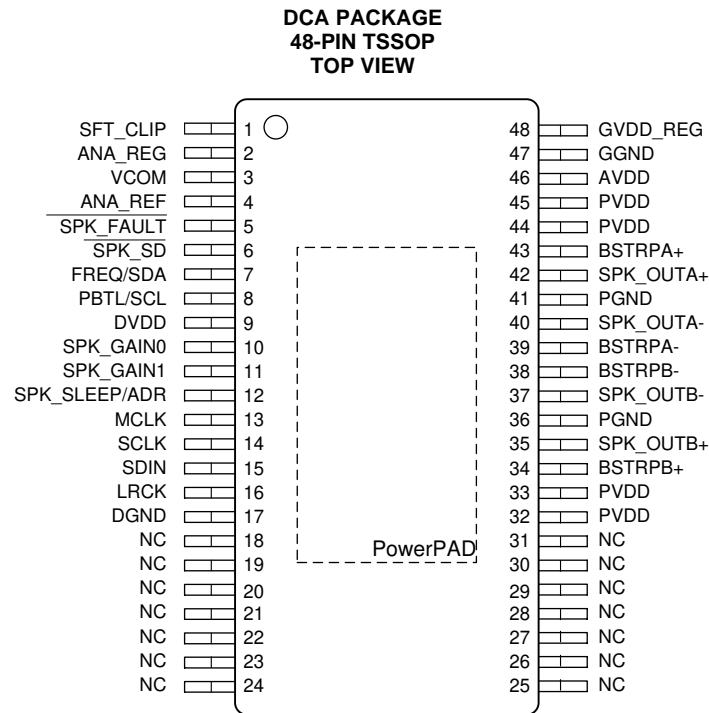 DCA PACKAGE
48-PIN TSSOP
TOP VIEW
SFT_CLIP 1 48 GVDD_REG
ANA_REG 2 47 GGND
VCOM 3 46 AVDD
ANA_REF 4 45 PVDD
SPK_FAULT 5 44 PVDD
SPK_SD 6 43 BSTRPA+
FREQ/SDA 7 42 SPK_OUTA+
PBTL/SCL 8 41 PGND
DVDD 9 40 SPK_OUTA-
SPK_GAIN0 10 39 BSTRPA-
SPK_GAIN1 11 38 BSTRPB-
SPK_SLEEP/ADR 12 37 SPK_OUTB-
MCLK 13 36 PGND
SCLK 14 35 SPK_OUTB+
SDIN 15 34 BSTRPB+
LRCK 16 33 PVDD
DGND 17 32 PVDD
NC 18 PowerPAD 31 NC
NC 19 30 NC
NC 20 29 NC
NC 21 28 NC
NC 22 27 NC
NC 23 26 NC
NC 24 25 NC